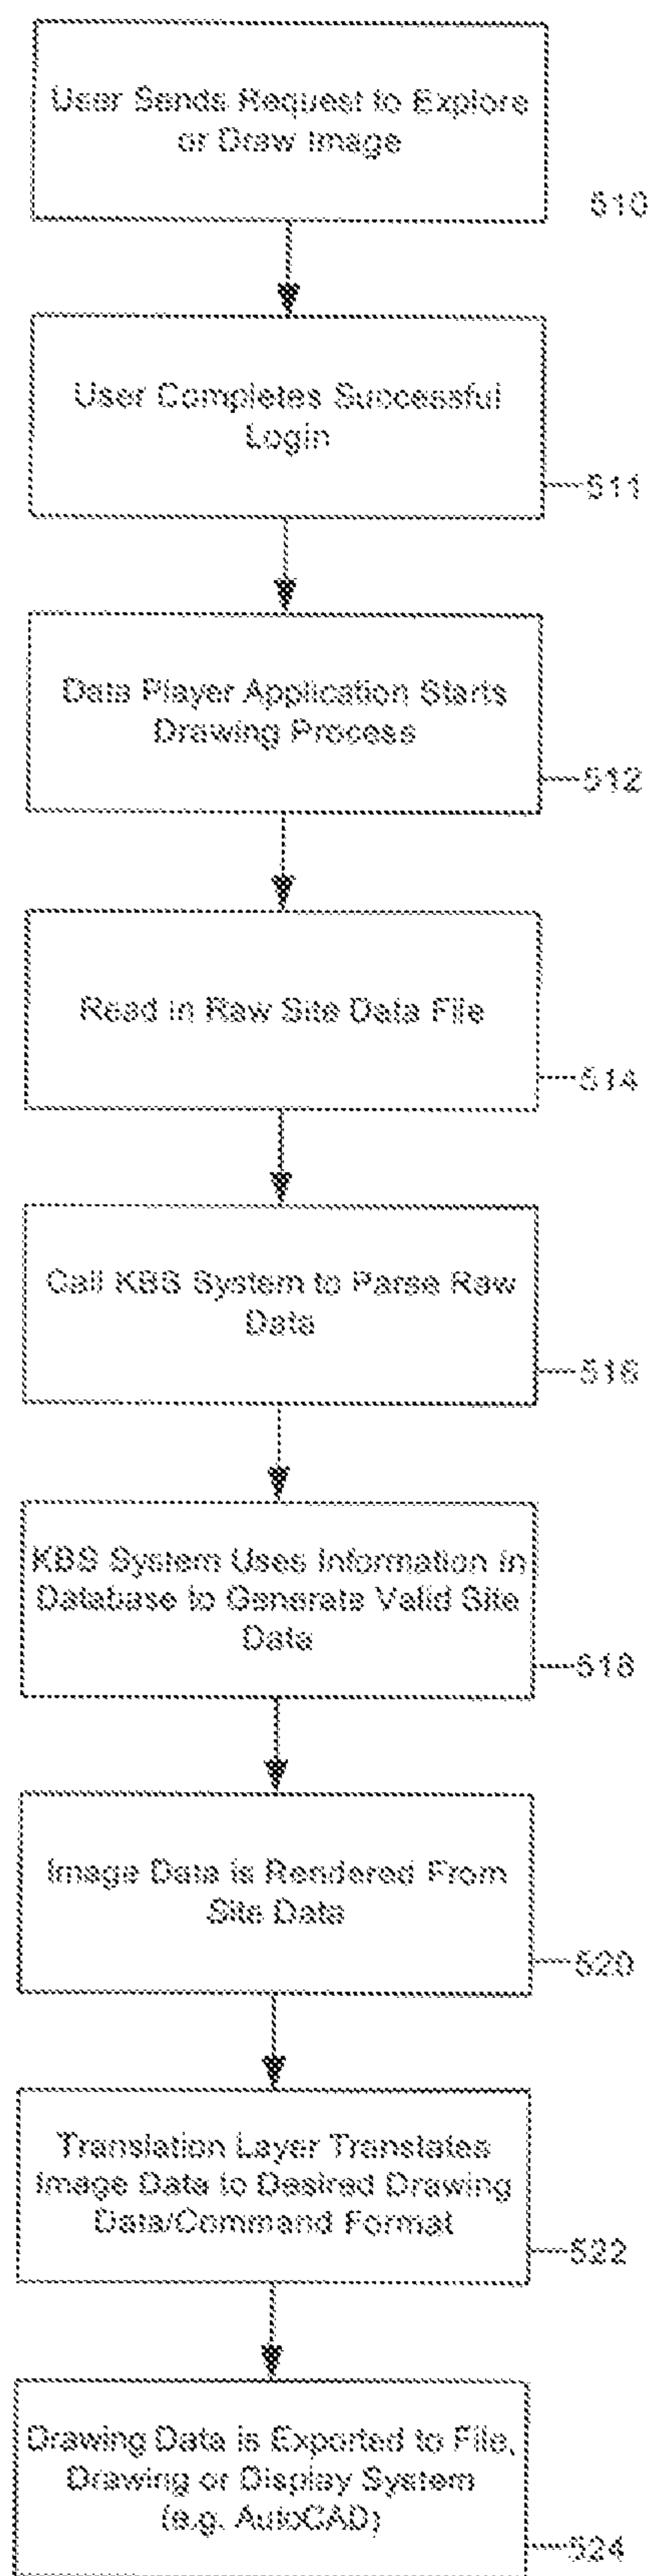 User Sends Request to Explore
or Draw Image
510
User Completes Successful
Login
511
Data Player Application Starts
Drawing Process
512
Read in Raw Site Data File
514
Call KBS System to Parse Raw
Data
516
KBS System Uses Information in
Database to Generate Valid Site
Data
518
Image Data is Rendered From
Site Data
520
Translation Layer Translates
Image Data to Desired Drawing
Data/Command Format
522
Drawing Data is Exported to File,
Drawing or Display System
(e.g. AutoCAD)
524